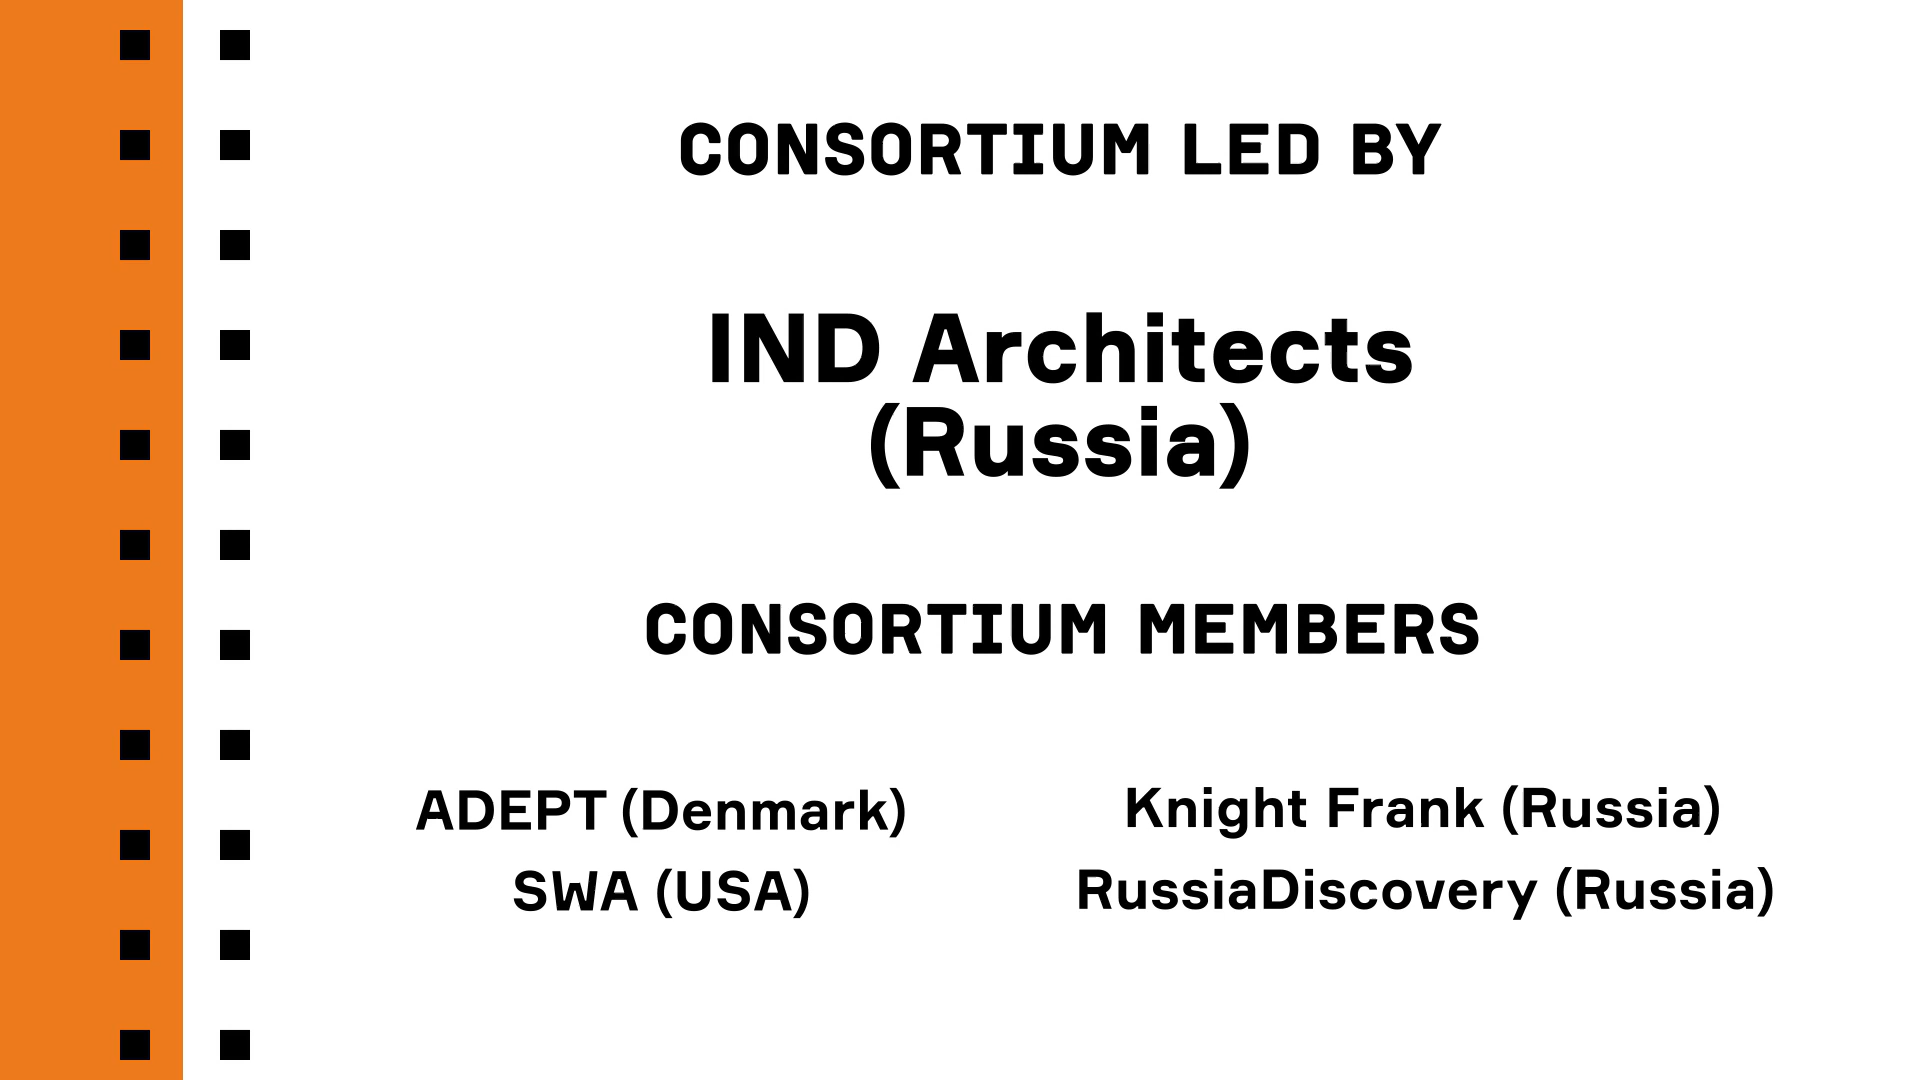 CONSORTIUM LED BY
IND Architects
(Russia)
CONSORTIUM MEMBERS
ADEPT (Denmark)
SWA (USA)
Knight Frank (Russia)
RussiaDiscovery (Russia)